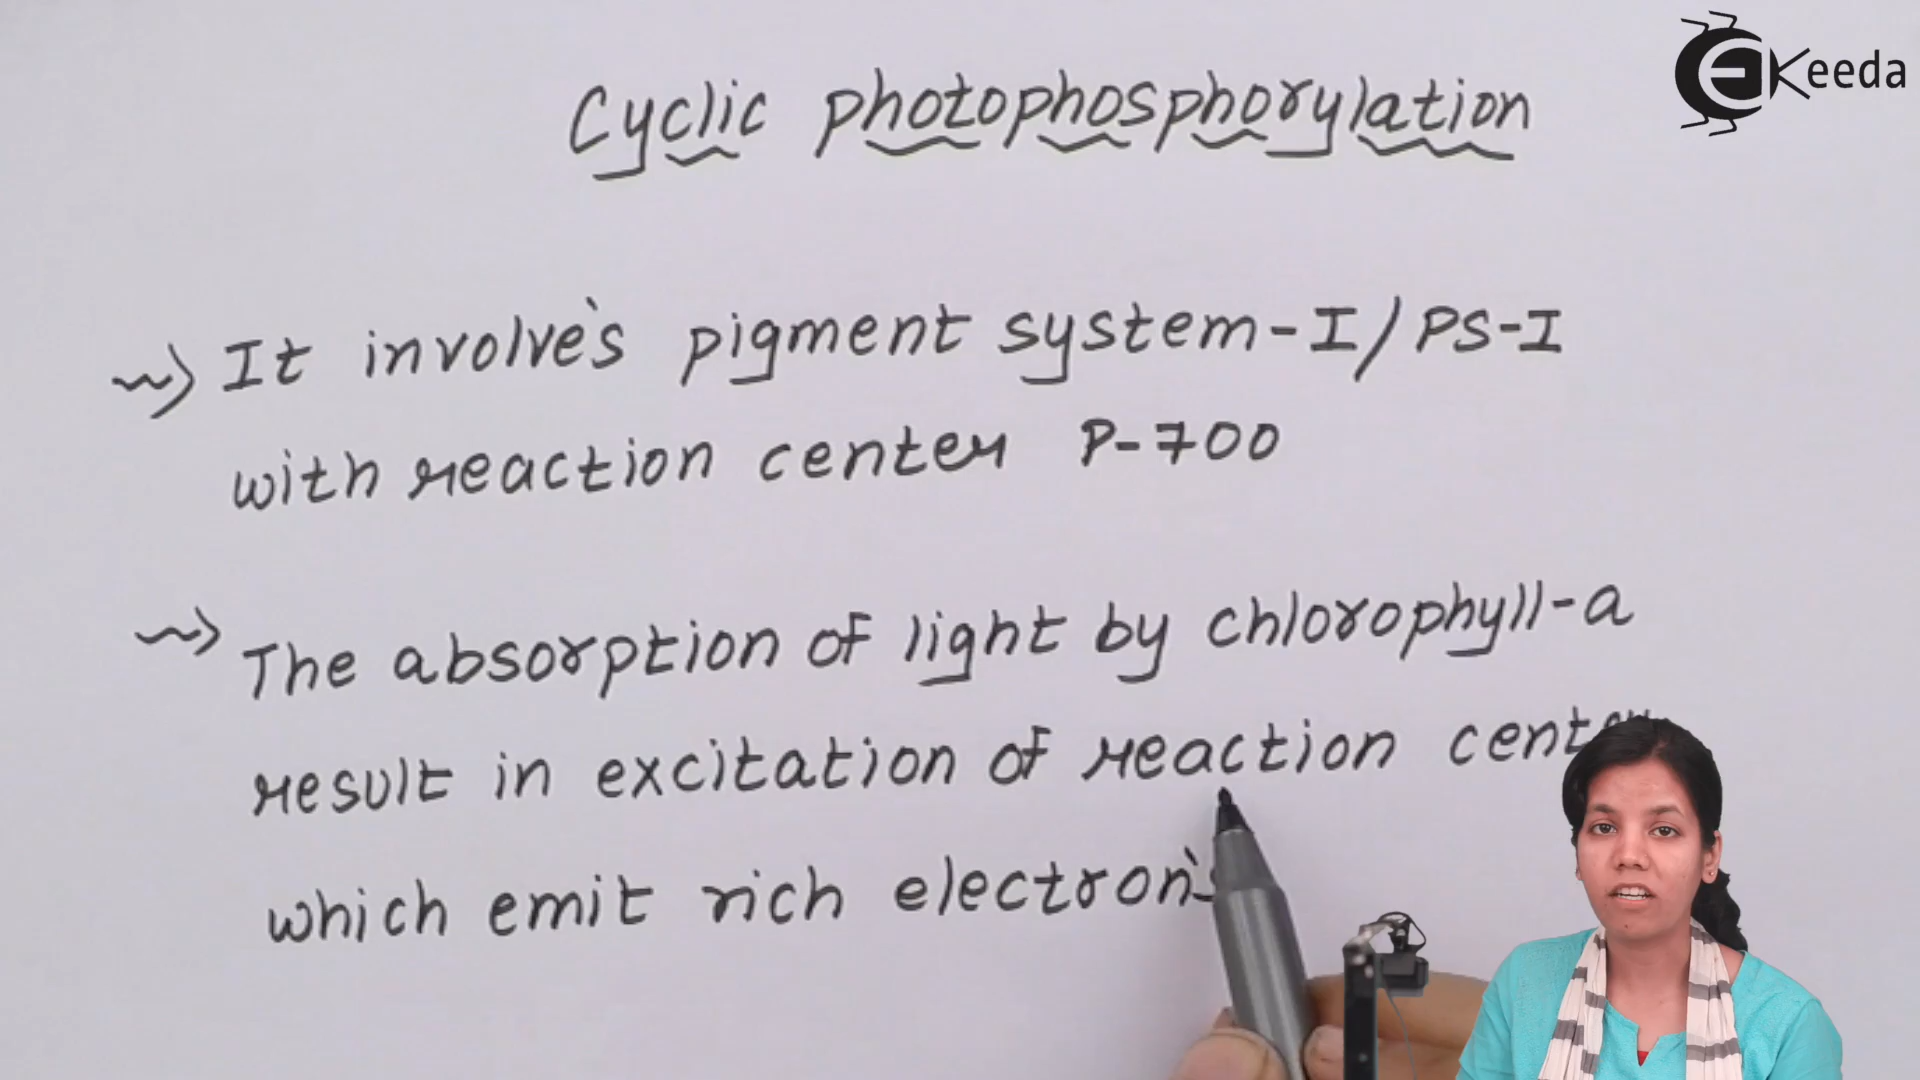 EKeeda
Cyclic photophosphorylation
It involve's pigment system-I/PS-I
with reaction center P-700
The absorption of light by chlorophyll-a
result in excitation of reaction
which emit rich electron's